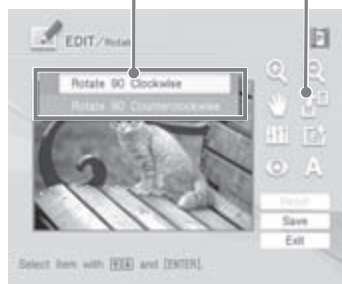 EDIT/Rotate
Rotate 90 Clockwise
Rotate 90 Counterclockwise
A
Reset
Save
Exit
Select item with and [ENTER].